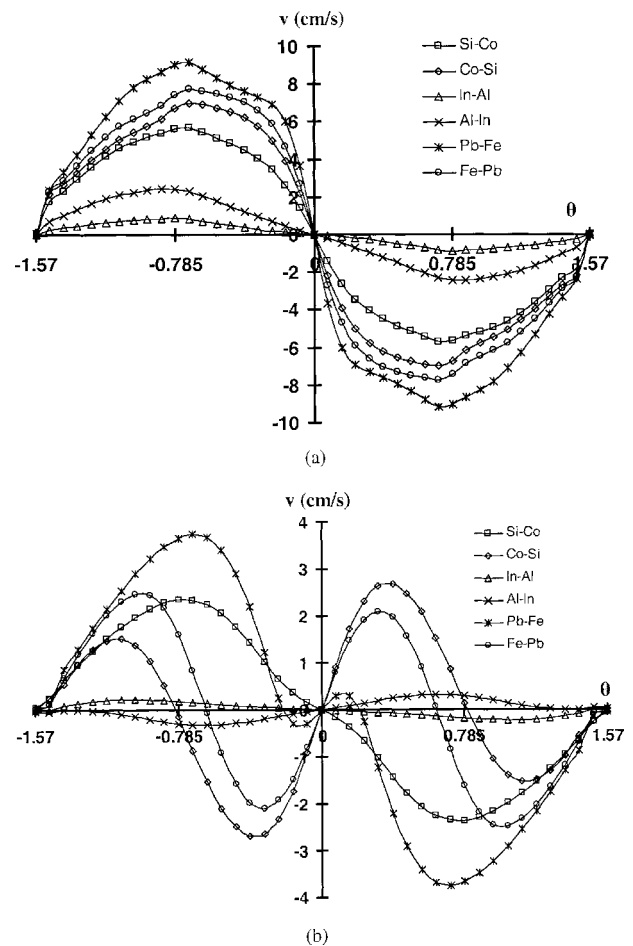 v (cm/s)
10
8
6
4
2
0
-2
-4
-6
-8
-10
Si-Co
Co-Si
In-Al
Al-In
Pb-Fe
Fe-Pb
θ
-1.57
-0.785
0
0.785
1.57
(a)
v (cm/s)
4
3
2
1
0
-1
-2
-3
-4
Si-Co
Co-Si
In-Al
Al-In
Pb-Fe
Fe-Pb
θ
-1.57
-0.785
0
0.785
1.57
(b)